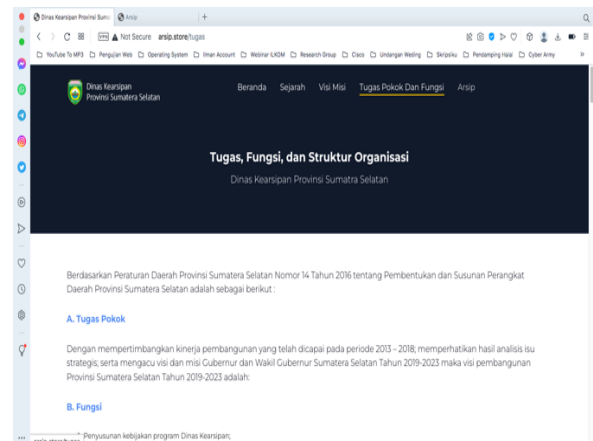 Dinas Kearsipan Provinsi Suma
Arsip
VPN Not Secure arsip.store/tugas
YouTube To MP3 Pengujian Web Operating System Iman Account Webinar ILKOM Research Group Cisco Undangan Weding Skripsiku Pendamping Halal Cyber Army
Dinas Kearsipan
Provinsi Sumatera Selatan
Beranda Sejarah Visi Misi Tugas Pokok Dan Fungsi Arsip
Tugas, Fungsi, dan Struktur Organisasi
Dinas Kearsipan Provinsi Sumatra Selatan
Berdasarkan Peraturan Daerah Provinsi Sumatera Selatan Nomor 14 Tahun 2016 tentang Pembentukan dan Susunan Perangkat
Daerah Provinsi Sumatera Selatan adalah sebagai berikut :
A. Tugas Pokok
Dengan mempertimbangkan kinerja pembangunan yang telah dicapai pada periode 2013 – 2018; memperhatikan hasil analisis isu
strategis; serta mengacu visi dan misi Gubernur dan Wakil Gubernur Sumatera Selatan Tahun 2019-2023 maka visi pembangunan
Provinsi Sumatera Selatan Tahun 2019-2023 adalah:
B. Fungsi
Penyusunan kebijakan program Dinas Kearsipan;